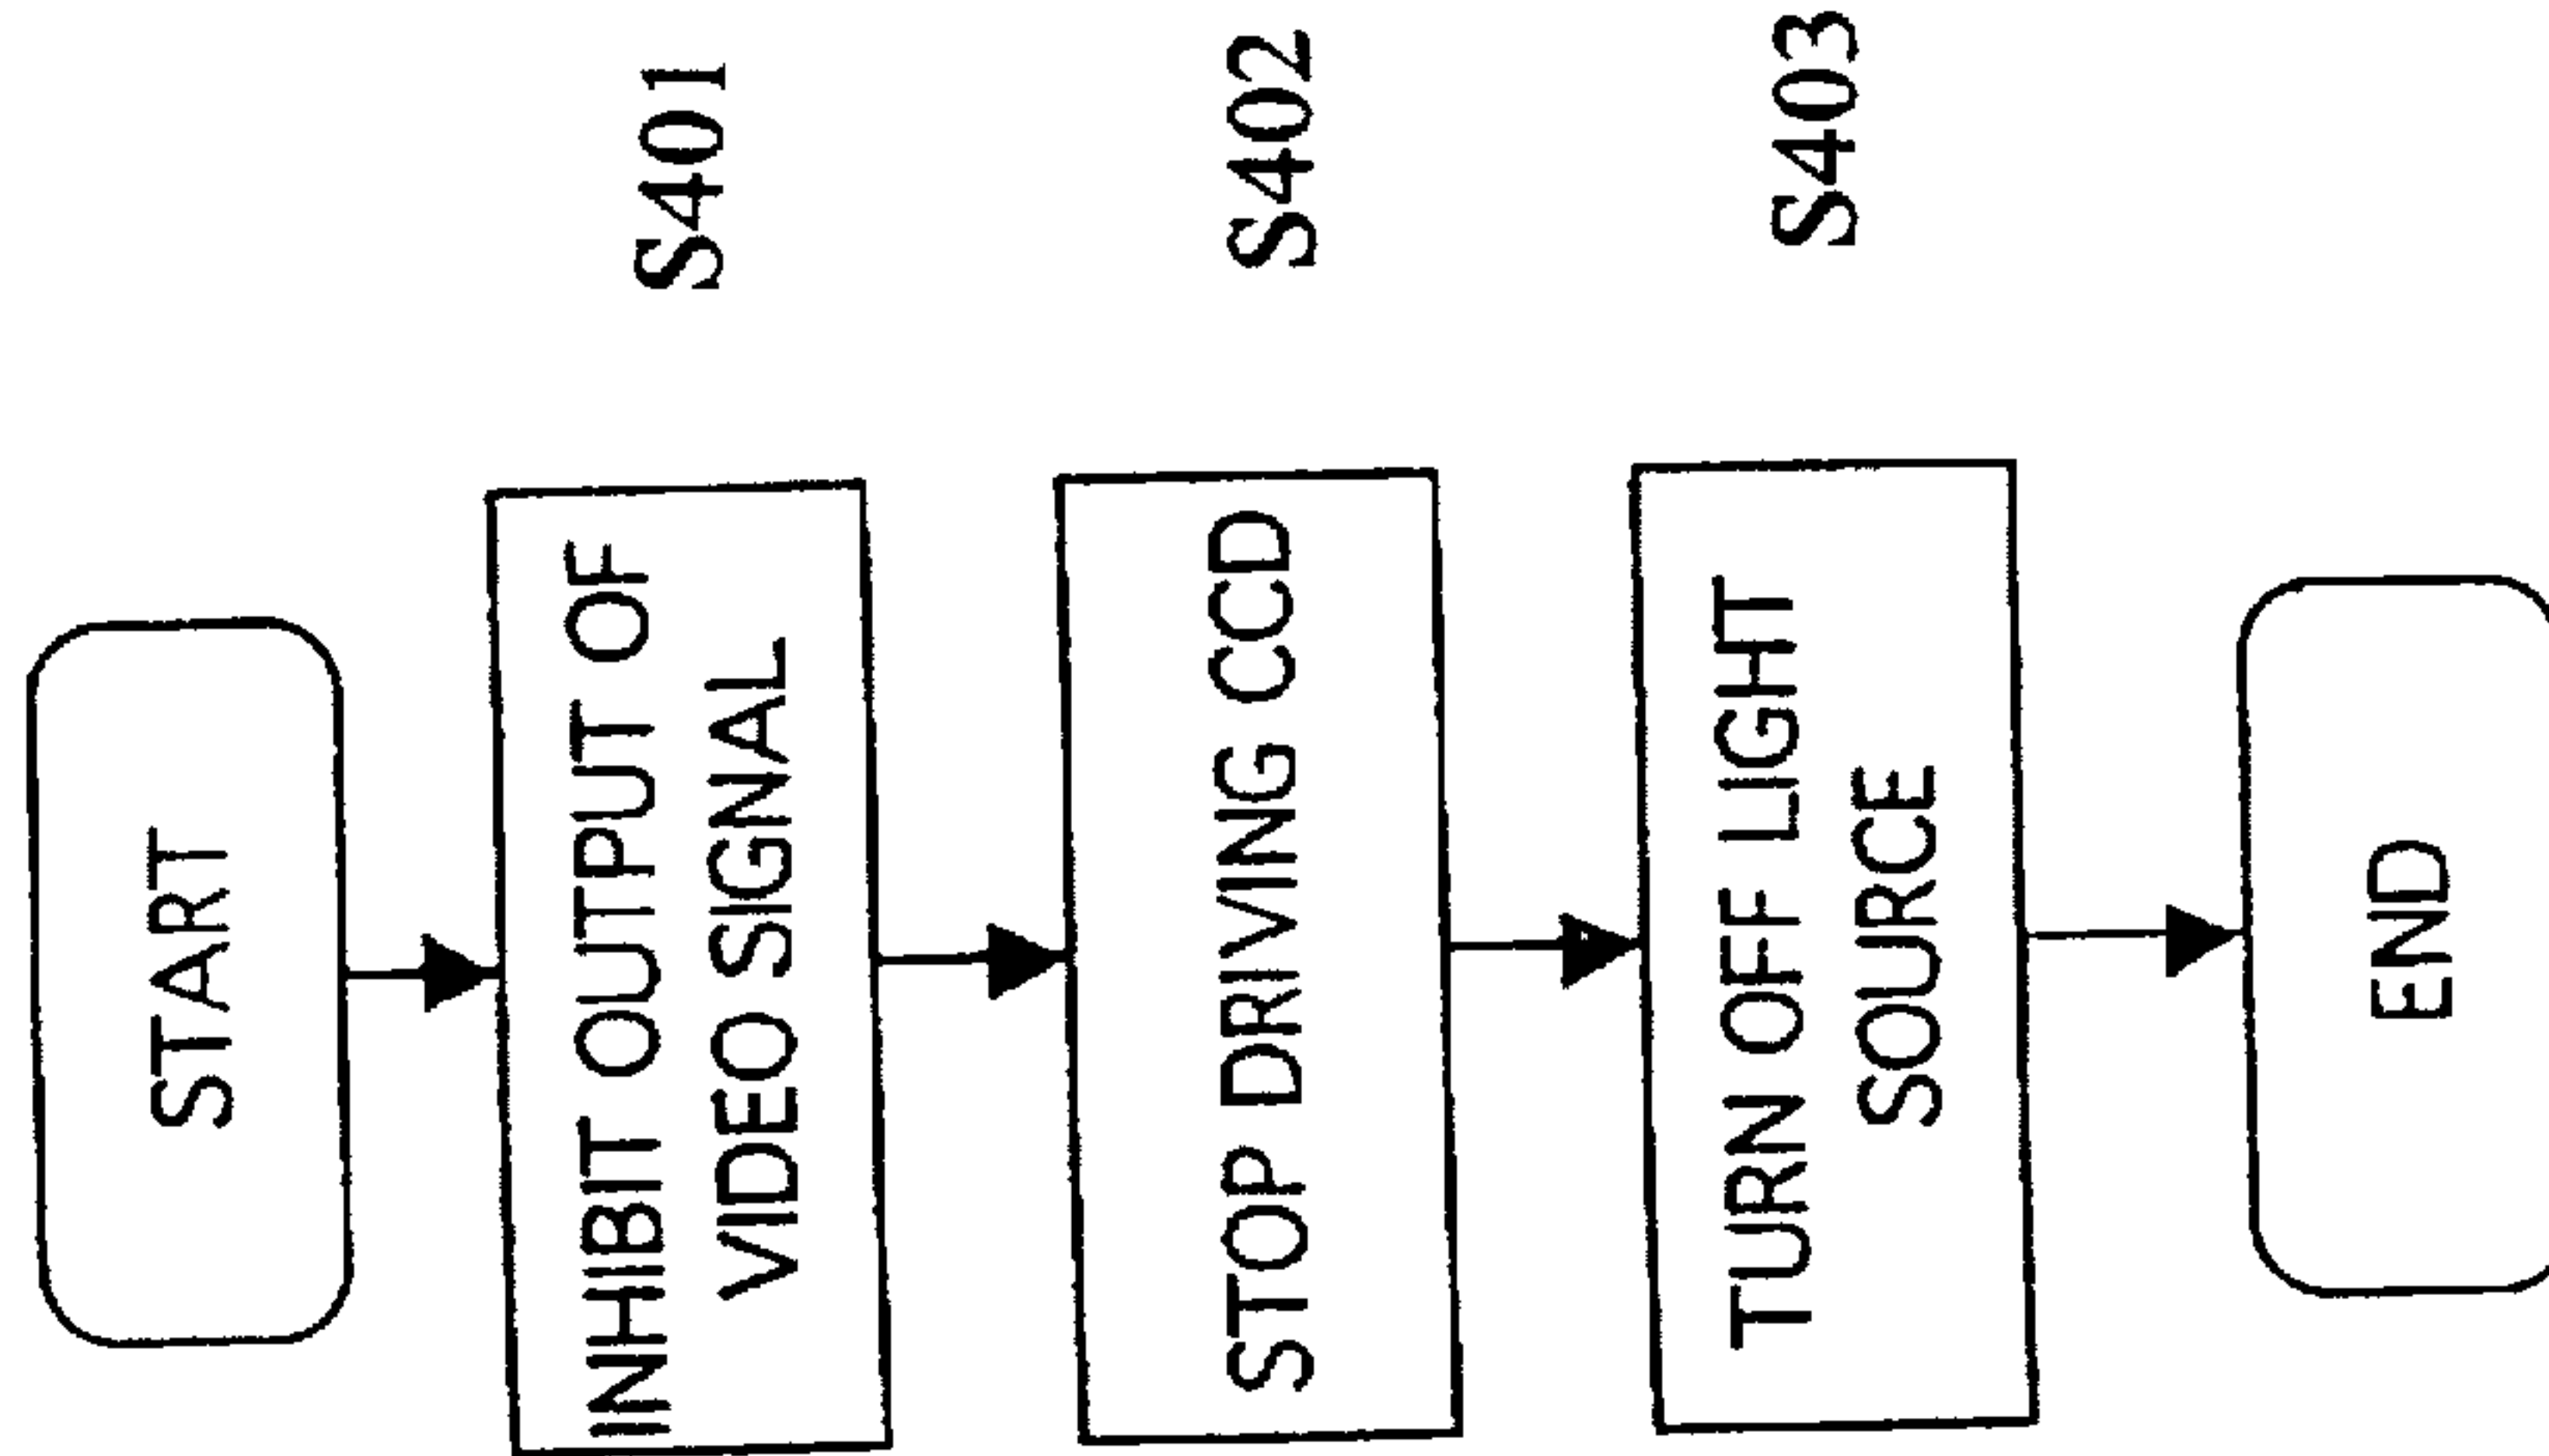 START
INHIBIT OUTPUT OF
VIDEO SIGNAL
S401
STOP DRIVING CCD
S402
TURN OFF LIGHT
SOURCE
S403
END